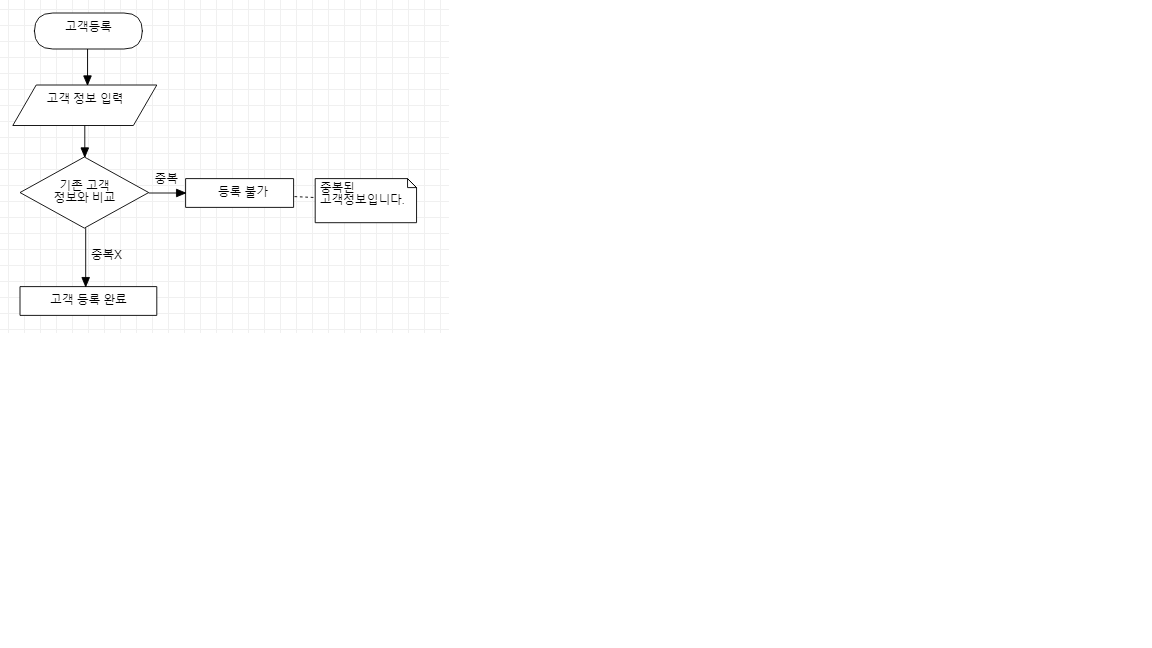 고객등록
고객 정보 입력
기존 고객
정보와 비교
중복
등록 불가
중복된
고객정보입니다.
중복X
고객 등록 완료